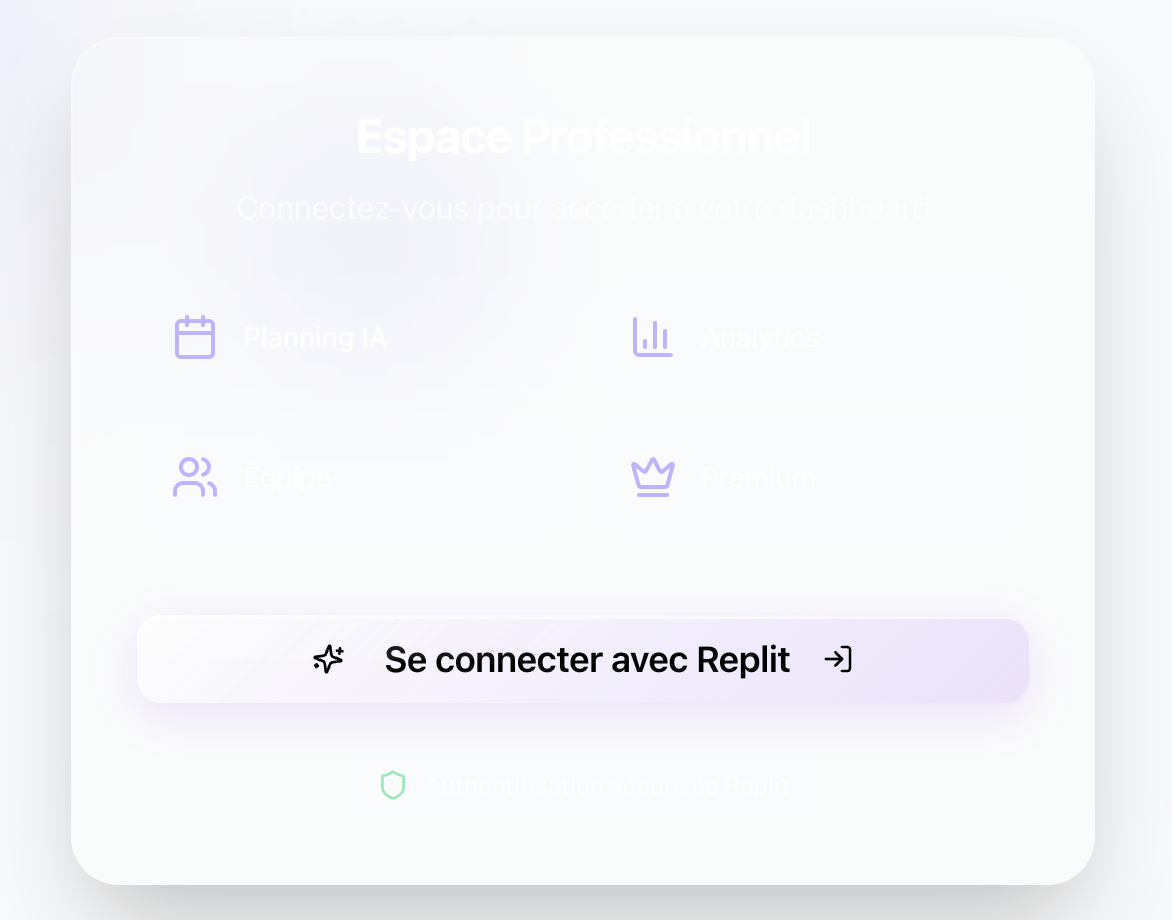 Espace Professionnel
Connectez-vous pour accéder à votre dashboard
Planning IA
Analytics
Équipe
Premium
Se connecter avec Replit
Authentification sécurisée Replit